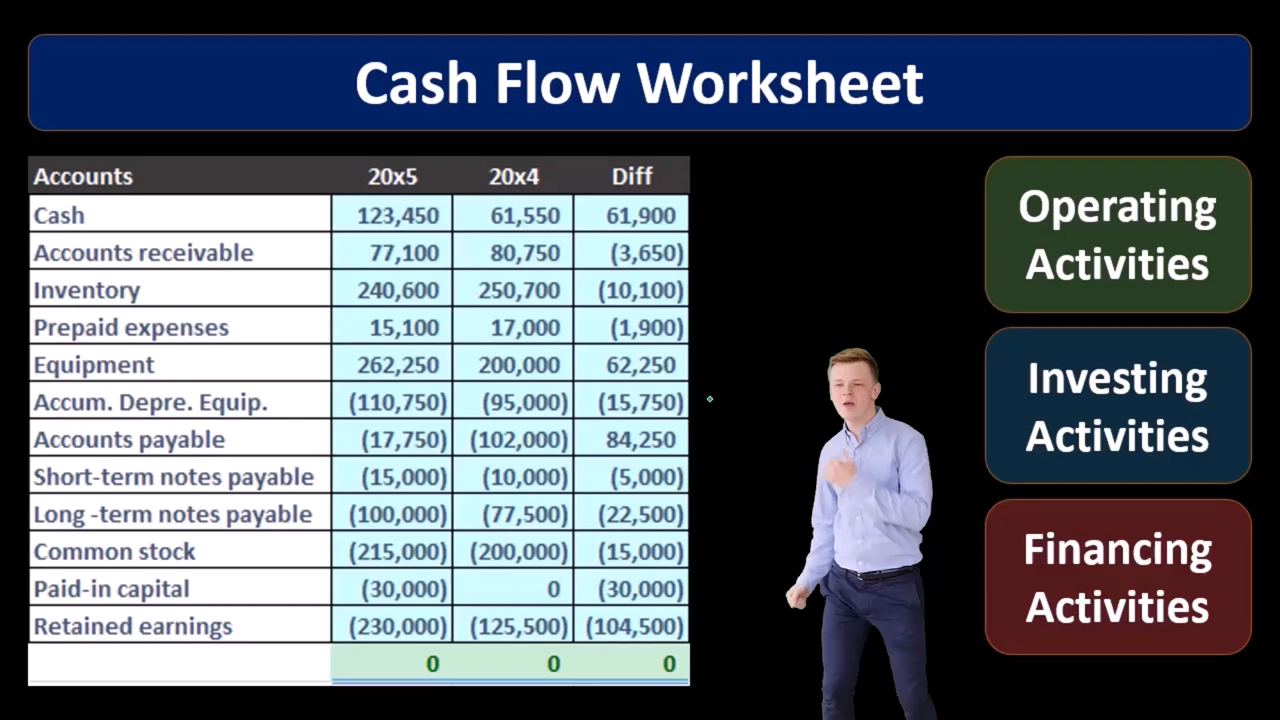 Cash Flow Worksheet
Accounts 20x5 20x4 Diff
Cash 123,450 61,550 61,900
Accounts receivable 77,100 80,750 (3,650)
Inventory 240,600 250,700 (10,100)
Prepaid expenses 15,100 17,000 (1,900)
Equipment 262,250 200,000 62,250
Accum. Depre. Equip. (110,750) (95,000) (15,750)
Accounts payable (17,750) (102,000) 84,250
Short-term notes payable (15,000) (10,000) (5,000)
Long -term notes payable (100,000) (77,500) (22,500)
Common stock (215,000) (200,000) (15,000)
Paid-in capital (30,000) 0 (30,000)
Retained earnings (230,000) (125,500) (104,500)
0 0 0
Operating
Activities
Investing
Activities
Financing
Activities